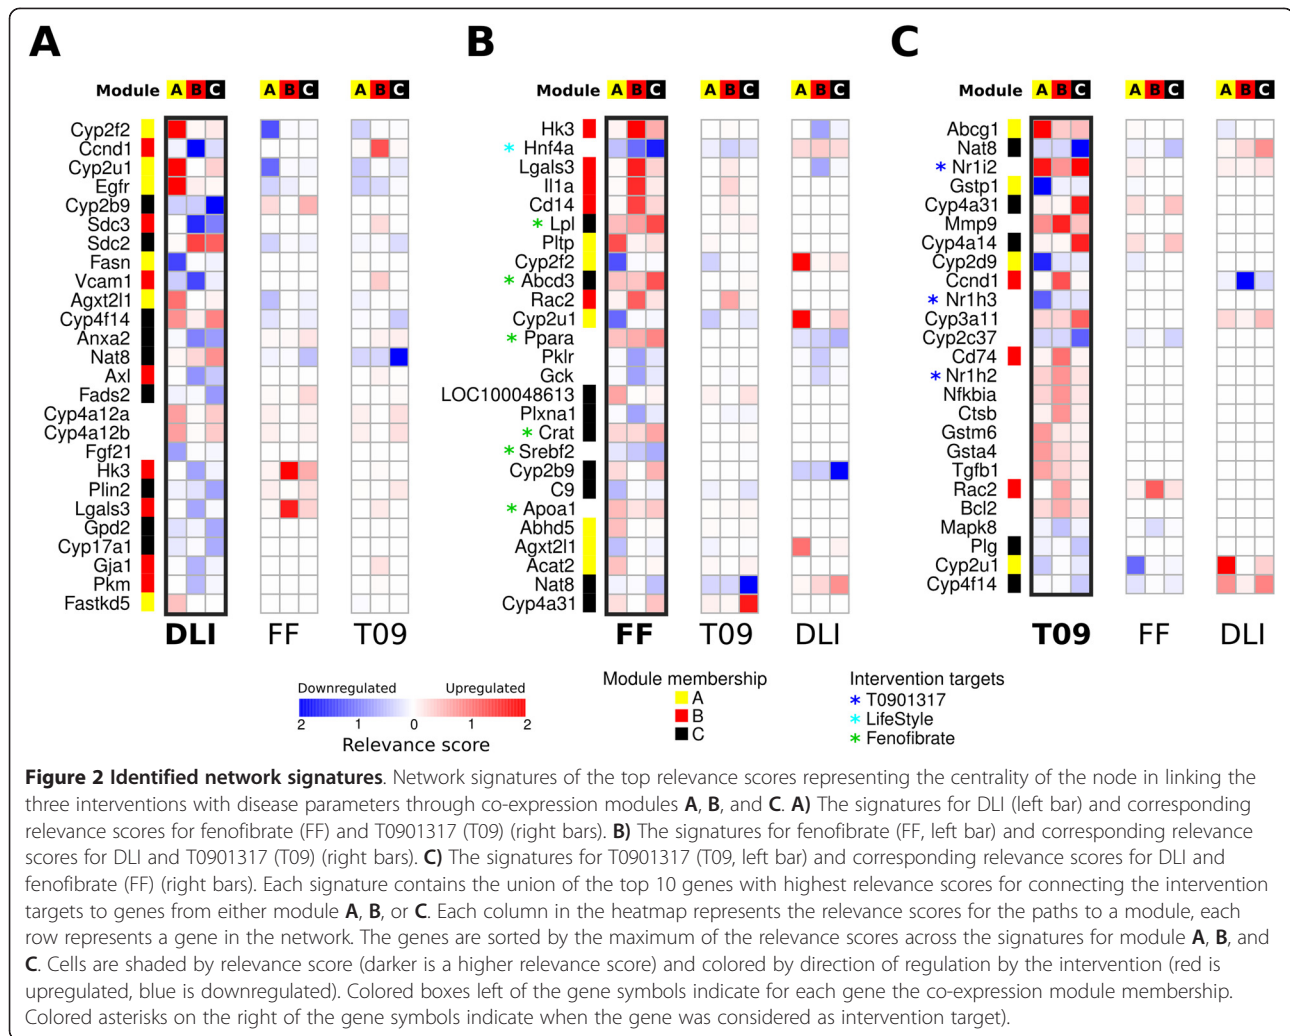 A
B
C
Module A B C A B C A B C
Module A B C A B C A B C
Module A B C A B C A B C
Cyp2f2
Ccnd1
Cyp2u1
Egfr
Cyp2b9
Sdc3
Sdc2
Fasn
Vcam1
Agxt2l1
Cyp4f14
Anxa2
Nat8
Axl
Fads2
Cyp4a12a
Cyp4a12b
Fgf21
Hk3
Plin2
Lgals3
Gpd2
Cyp17a1
Gja1
Pkm
Fastkd5
DLI FF T09
Hk3
* Hnf4a
Lgals3
Il1a
Cd14
* Lpl
Pltp
Cyp2f2
* Abcd3
Rac2
Cyp2u1
* Ppara
Pklr
Gck
LOC100048613
Plxna1
* Crat
* Srebf2
Cyp2b9
C9
* Apoa1
Abhd5
Agxt2l1
Acat2
Nat8
Cyp4a31
FF T09 DLI
Abcg1
Nat8
* Nr1i2
Gstp1
Cyp4a31
Mmp9
Cyp4a14
Cyp2d9
Ccnd1
* Nr1h3
Cyp3a11
Cyp2c37
Cd74
* Nr1h2
Nfkbia
Ctsb
Gstm6
Gsta4
Tgfb1
Rac2
Bcl2
Mapk8
Plg
Cyp2u1
Cyp4f14
T09 FF DLI
Downregulated Upregulated
2 1 0 1 2
Relevance score
Module membership
A
B
C
Intervention targets
* T0901317
* LifeStyle
* Fenofibrate
Figure 2 Identified network signatures. Network signatures of the top relevance scores representing the centrality of the node in linking the
three interventions with disease parameters through co-expression modules A, B, and C. A) The signatures for DLI (left bar) and corresponding
relevance scores for fenofibrate (FF) and T0901317 (T09) (right bars). B) The signatures for fenofibrate (FF, left bar) and corresponding relevance
scores for DLI and T0901317 (T09) (right bars). C) The signatures for T0901317 (T09, left bar) and corresponding relevance scores for DLI and
fenofibrate (FF) (right bars). Each signature contains the union of the top 10 genes with highest relevance scores for connecting the intervention
targets to genes from either module A, B, or C. Each column in the heatmap represents the relevance scores for the paths to a module, each
row represents a gene in the network. The genes are sorted by the maximum of the relevance scores across the signatures for module A, B, and
C. Cells are shaded by relevance score (darker is a higher relevance score) and colored by direction of regulation by the intervention (red is
upregulated, blue is downregulated). Colored boxes left of the gene symbols indicate for each gene the co-expression module membership.
Colored asterisks on the right of the gene symbols indicate when the gene was considered as intervention target).